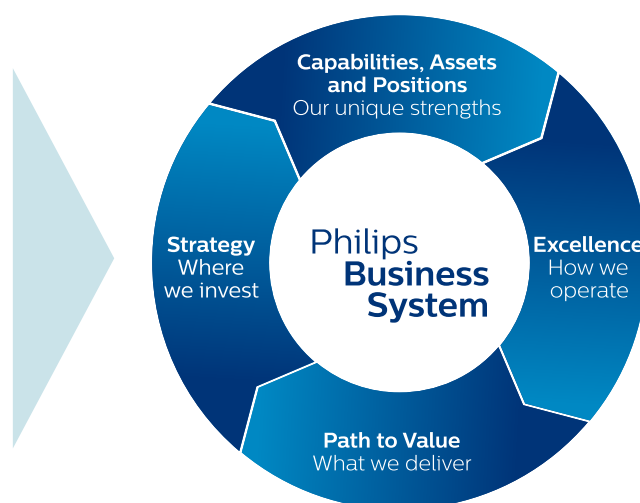 Capabilities, Assets
and Positions
Our unique strengths
Strategy
Where
we invest
Philips
Business
System
Excellence
How we
operate
Path to Value
What we deliver